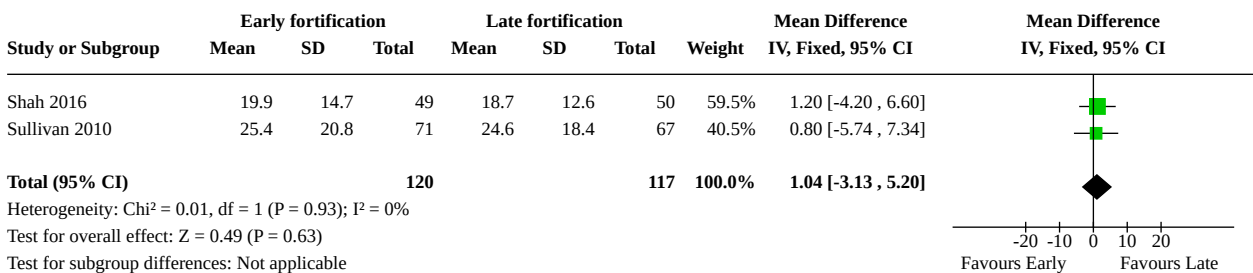 Early fortification Late fortification Mean Difference Mean Difference
Study or Subgroup Mean SD Total Mean SD Total Weight IV, Fixed, 95% CI IV, Fixed, 95% CI
Shah 2016 19.9 14.7 49 18.7 12.6 50 59.5% 1.20 [-4.20 , 6.60]
Sullivan 2010 25.4 20.8 71 24.6 18.4 67 40.5% 0.80 [-5.74 , 7.34]
Total (95% CI) 120 117 100.0% 1.04 [-3.13 , 5.20]
Heterogeneity: Chi² = 0.01, df = 1 (P = 0.93); I² = 0%
Test for overall effect: Z = 0.49 (P = 0.63) -20 -10 0 10 20
Test for subgroup differences: Not applicable Favours Early Favours Late